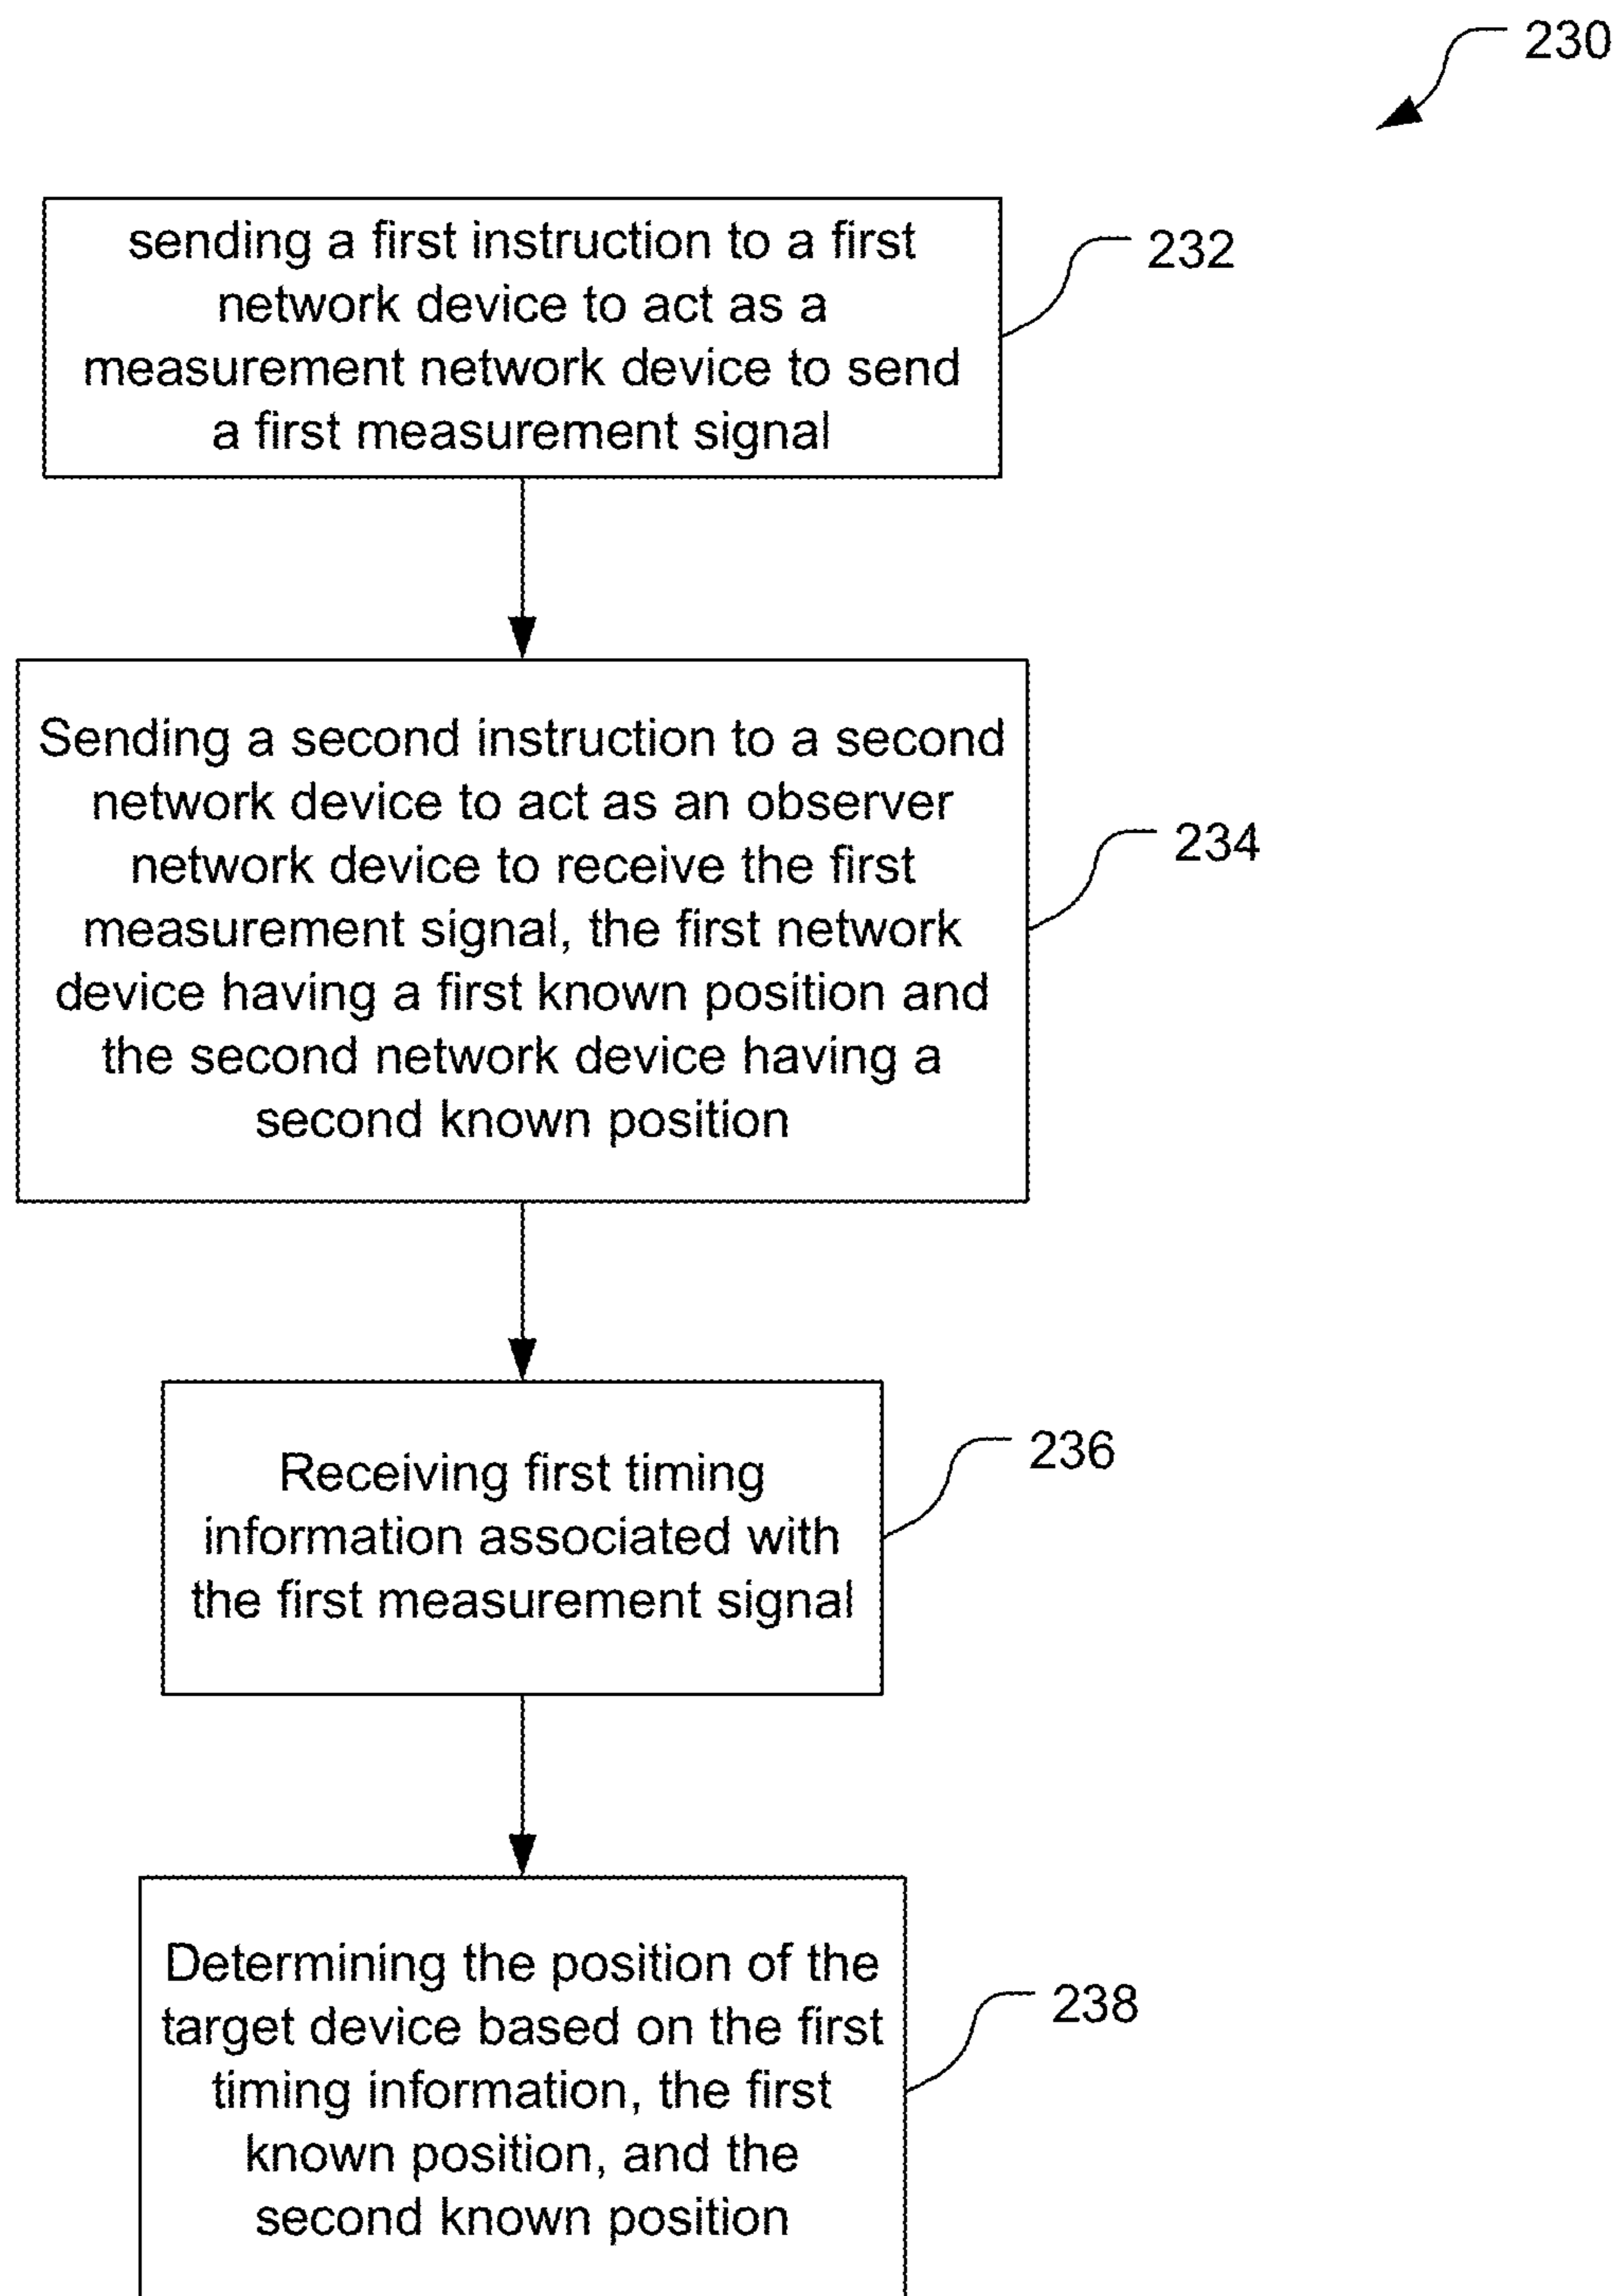 230
sending a first instruction to a first
network device to act as a
measurement network device to send
a first measurement signal
232
Sending a second instruction to a second
network device to act as an observer
network device to receive the first
measurement signal, the first network
device having a first known position and
the second network device having a
second known position
234
Receiving first timing
information associated with
the first measurement signal
236
Determining the position of the
target device based on the first
timing information, the first
known position, and the
second known position
238